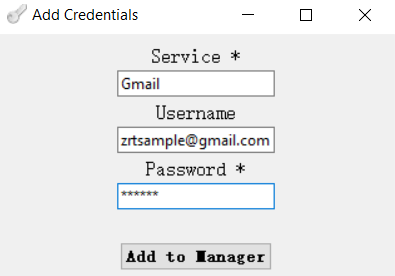 Add Credentials
Service *
Gmail
Username
zrtsample@gmail.com
Password *
******
Add to Manager